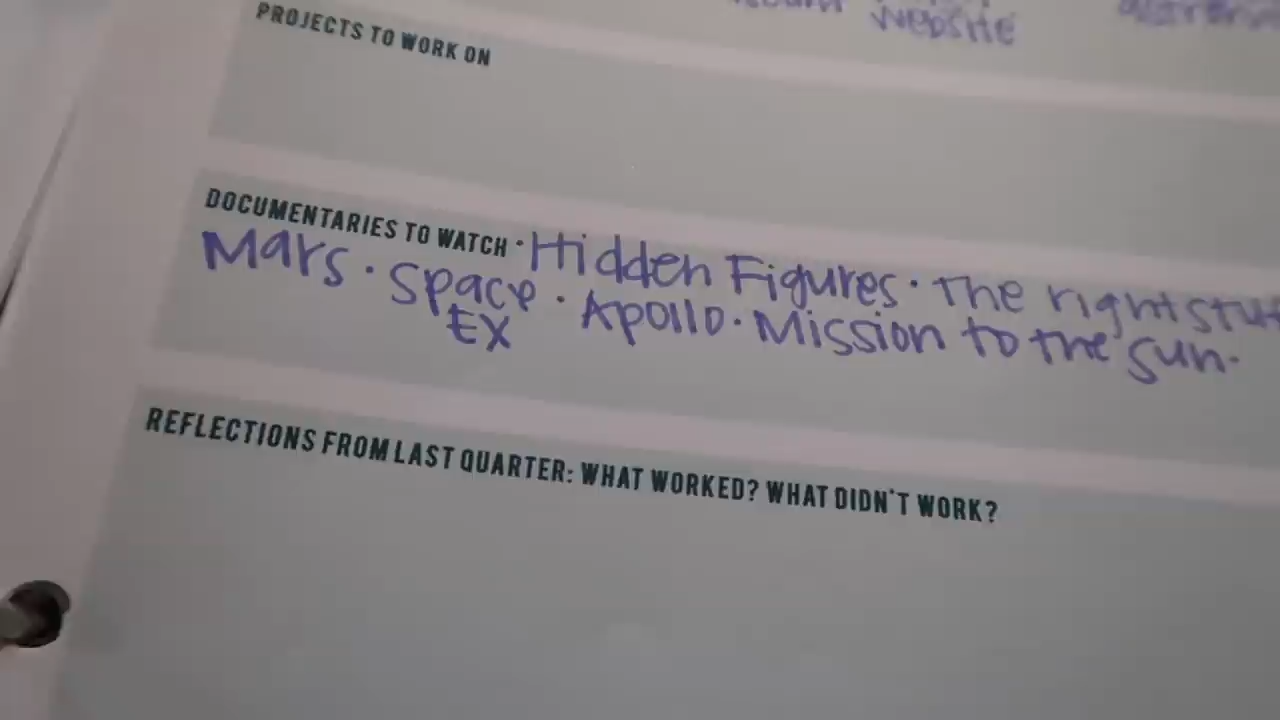 website
PROJECTS TO WORK ON
DOCUMENTARIES TO WATCH · Hidden Figures · The right
Mars · Space · Apollo · Mission to the sun.
EX
REFLECTIONS FROM LAST QUARTER: WHAT WORKED? WHAT DIDN'T WORK?